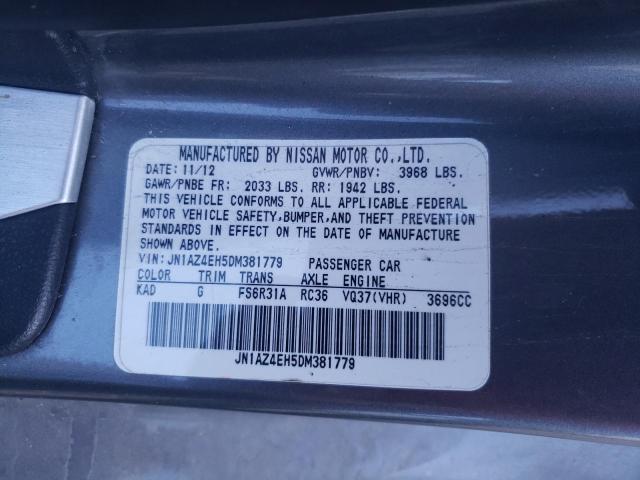 MANUFACTURED BY NISSAN MOTOR CO.,LTD.
DATE: 11/12 GVWR/PNBV: 3968 LBS.
GAWR/PNBE FR: 2033 LBS. RR: 1942 LBS.
THIS VEHICLE CONFORMS TO ALL APPLICABLE FEDERAL
MOTOR VEHICLE SAFETY,BUMPER,AND THEFT PREVENTION
STANDARDS IN EFFECT ON THE DATE OF MANUFACTURE
SHOWN ABOVE.
VIN: JN1AZ4EH5DM381779 PASSENGER CAR
COLOR TRIM TRANS AXLE ENGINE
KAD G FS6R31A RC36 VQ37(VHR) 3696CC
JN1AZ4EH5DM381779